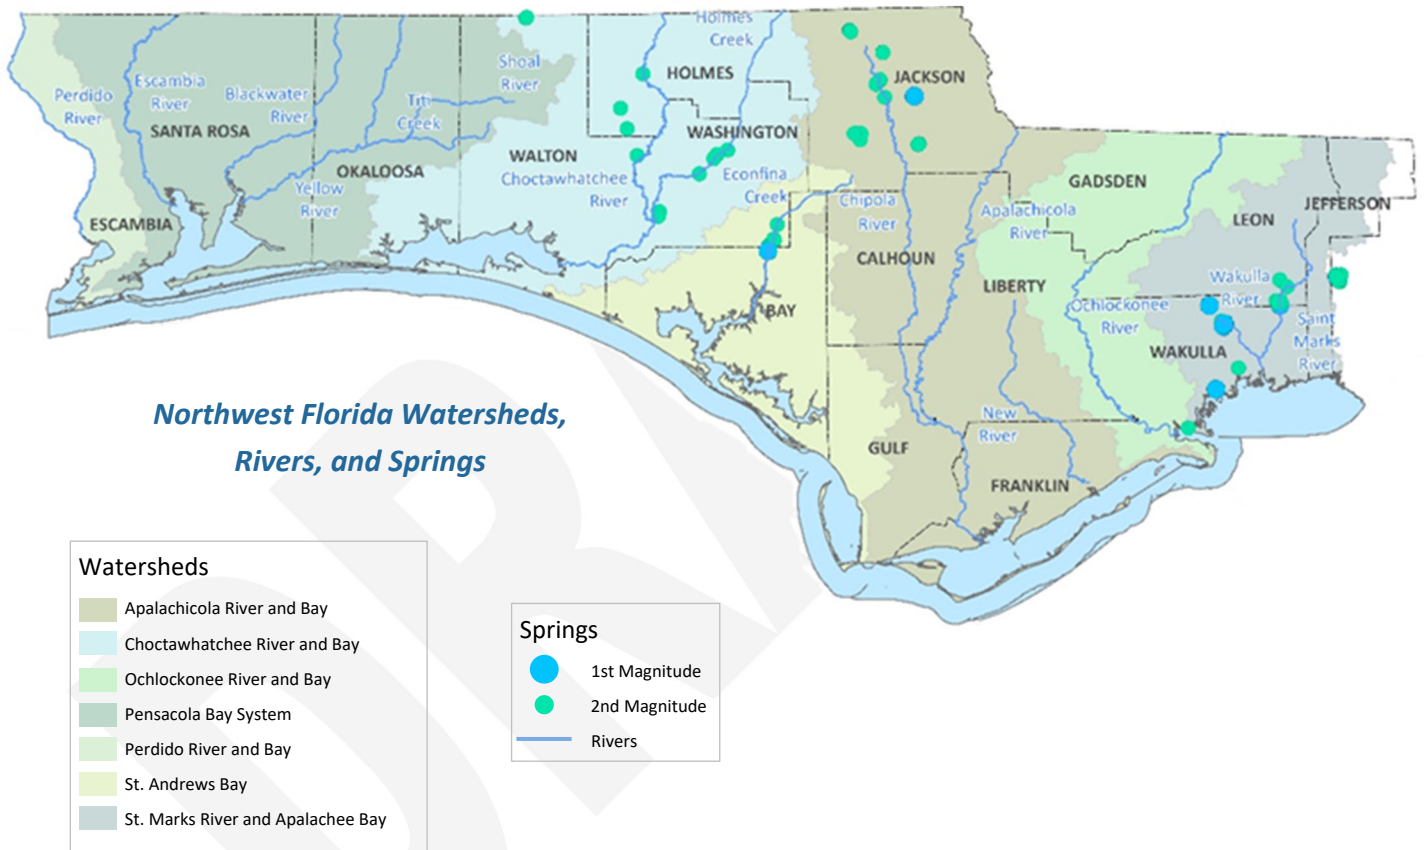 Holmes
Creek
Shoal
River
HOLMES
JACKSON
Escambia
River
Perdido
River
Blackwater
River
Titi
Creek
SANTA ROSA
WASHINGTON
WALTON
OKALOOSA
Choctawhatchee
River
Econfina
Creek
Yellow
River
GADSDEN
Chipola
River
Apalachicola
River
JEFFERSON
LEON
ESCAMBIA
CALHOUN
LIBERTY
Wakulla
River
Ochlockonee
River
BAY
Saint
Marks
River
WAKULLA
New
River
GULF
FRANKLIN
Northwest Florida Watersheds,
Rivers, and Springs
Watersheds
Apalachicola River and Bay
Choctawhatchee River and Bay
Ochlockonee River and Bay
Pensacola Bay System
Perdido River and Bay
St. Andrews Bay
St. Marks River and Apalachee Bay
Springs
1st Magnitude
2nd Magnitude
Rivers